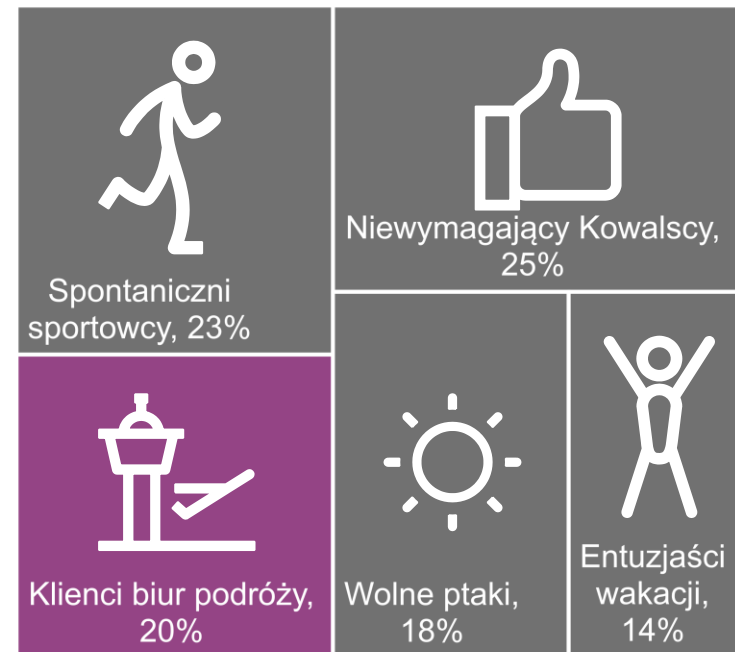 Spontaniczni
sportowcy, 23%
Niewymagający Kowalscy,
25%
Klienci biur podróży,
20%
Wolne ptaki,
18%
Entuzjaści
wakacji,
14%